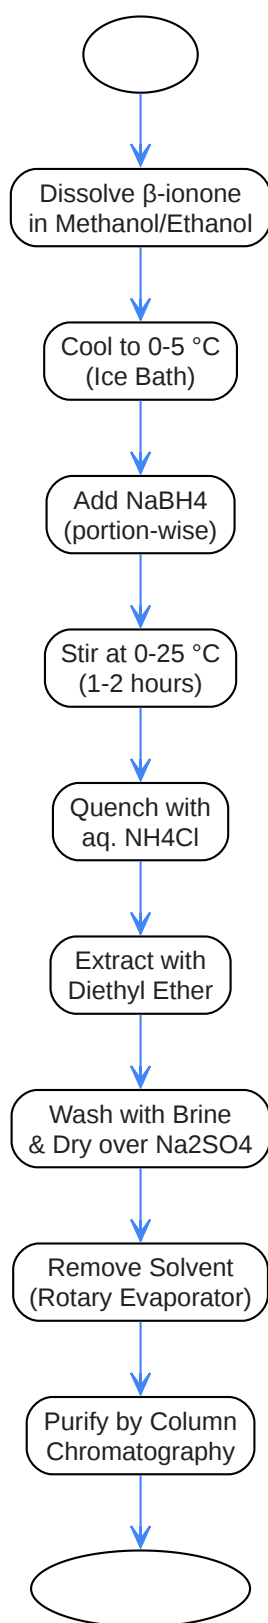 Dissolve β-ionone
in Methanol/Ethanol
Cool to 0-5 °C
(Ice Bath)
Add NaBH4
(portion-wise)
Stir at 0-25 °C
(1-2 hours)
Quench with
aq. NH4Cl
Extract with
Diethyl Ether
Wash with Brine
& Dry over Na2SO4
Remove Solvent
(Rotary Evaporator)
Purify by Column
Chromatography